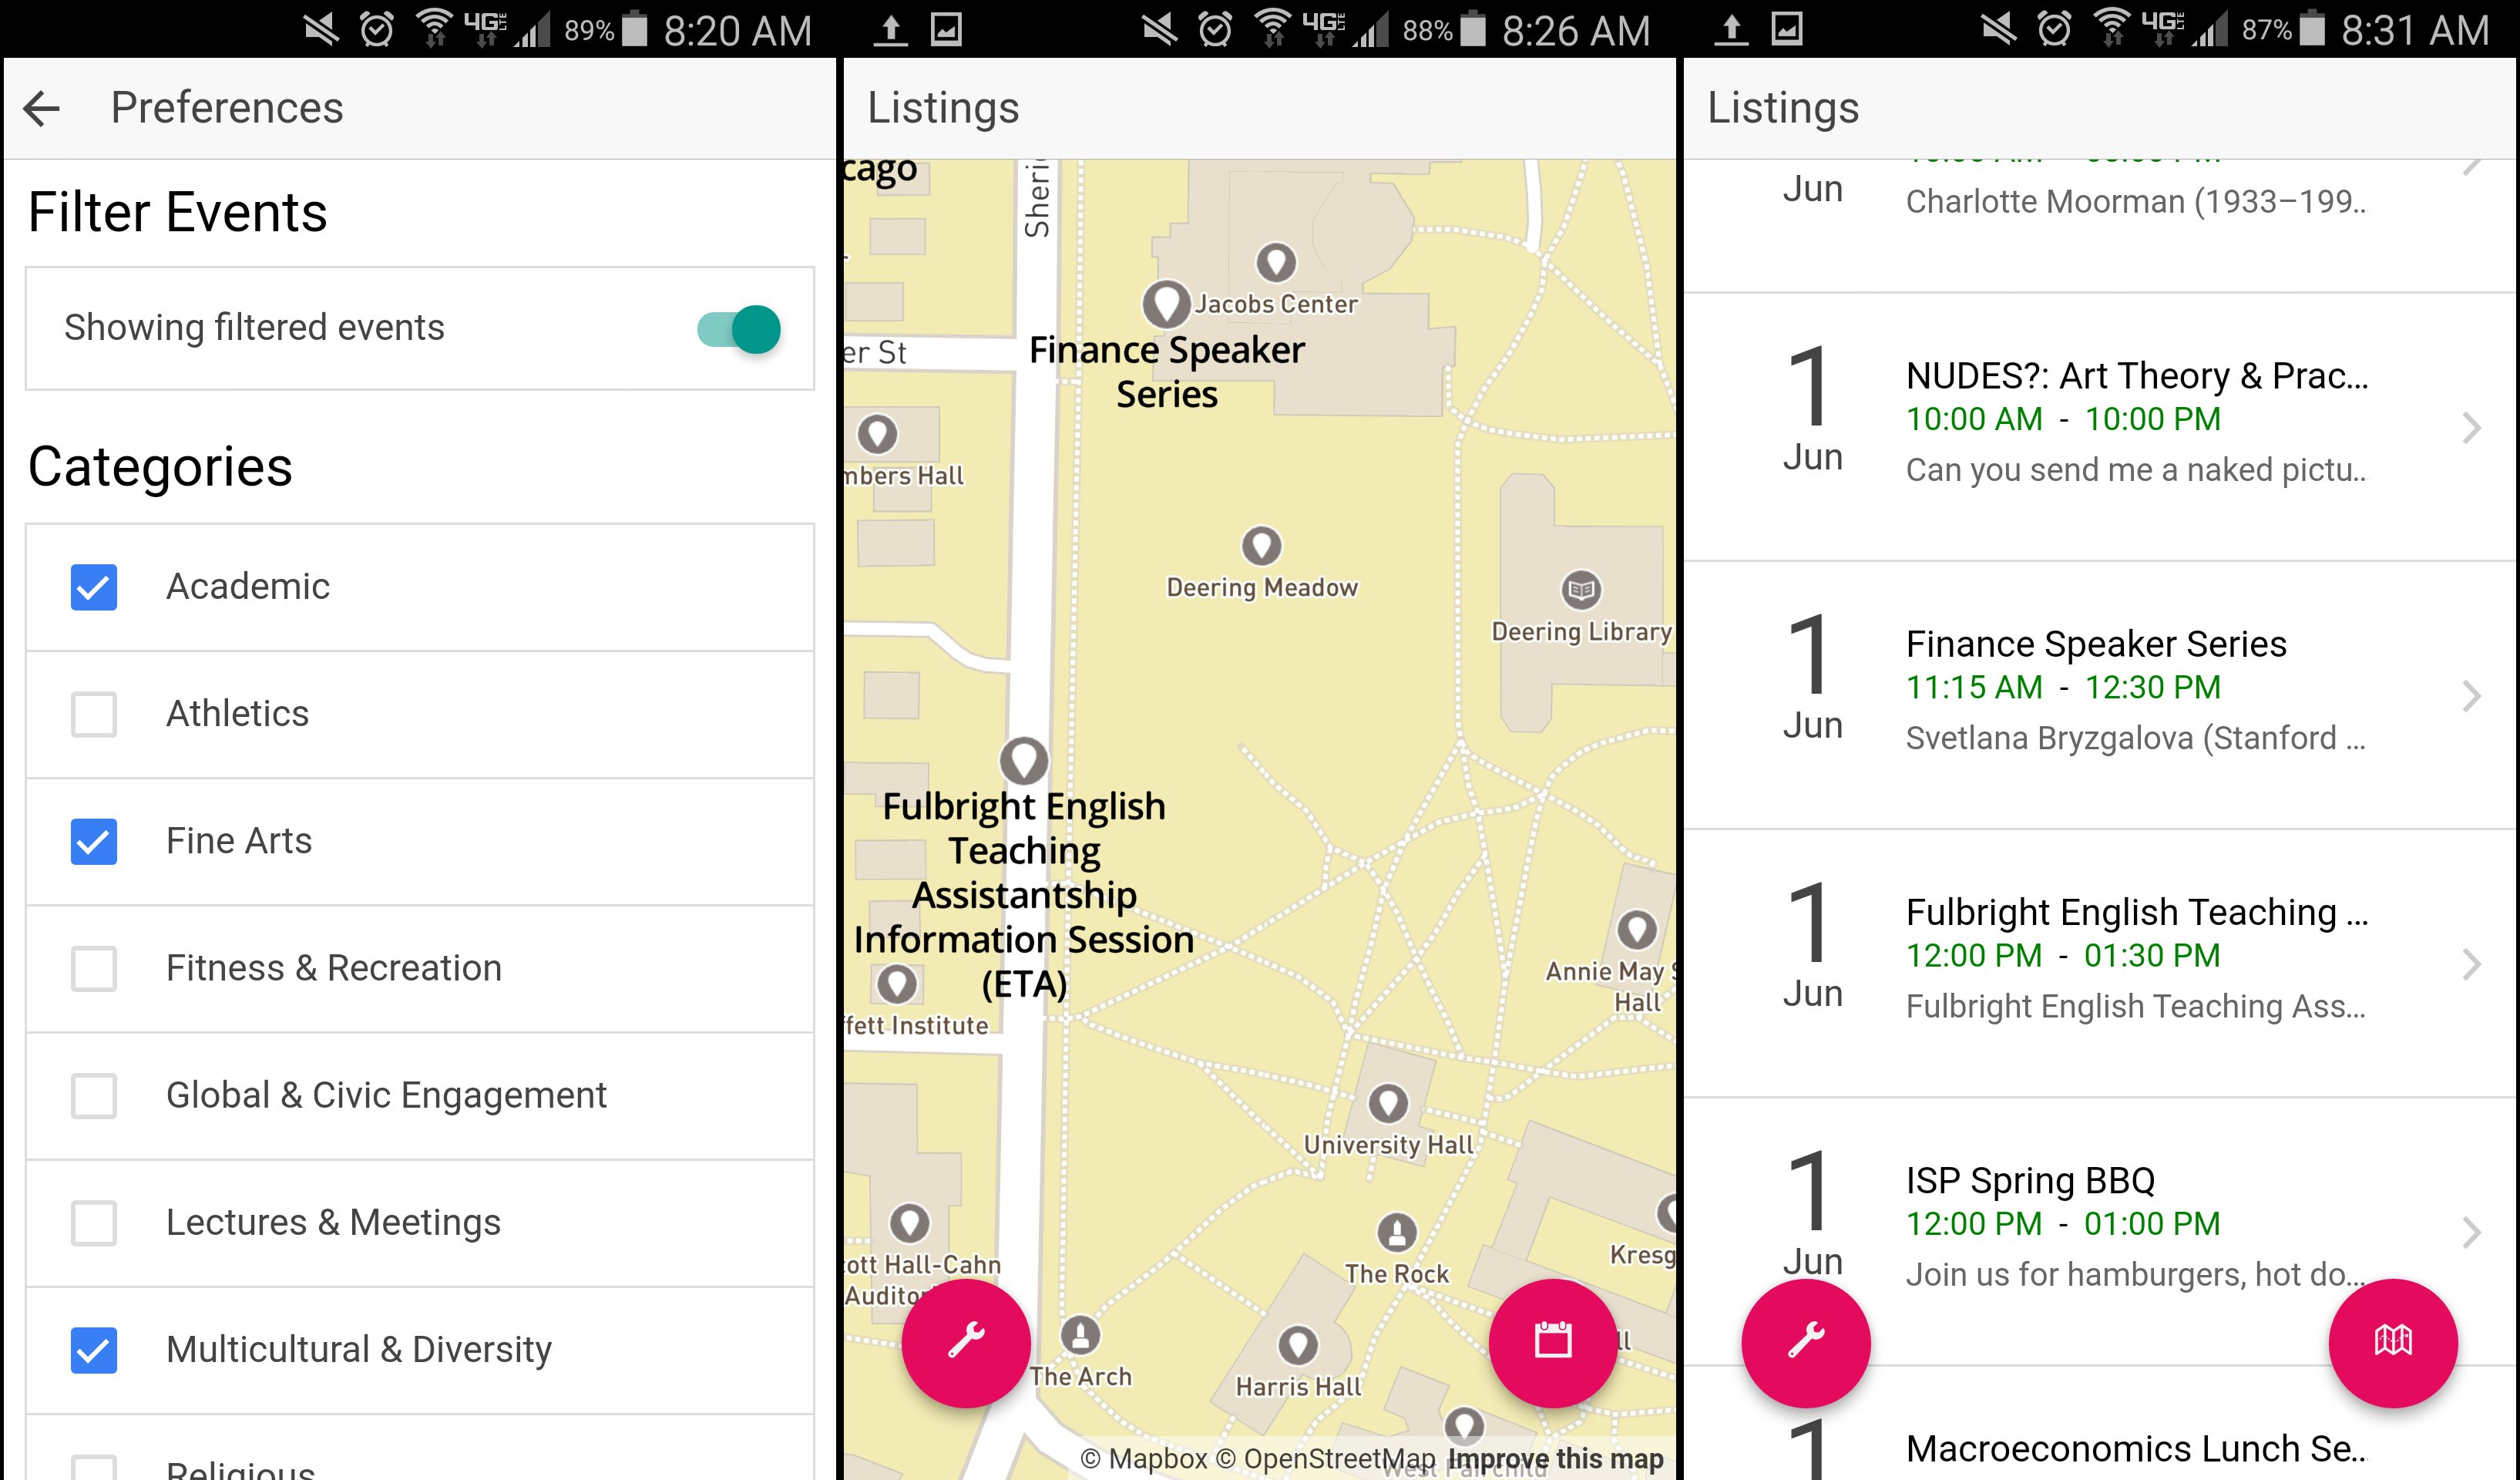 89% 8:20 AM
Preferences
Filter Events
Showing filtered events
Categories
Academic
Athletics
Fine Arts
Fitness & Recreation
Global & Civic Engagement
Lectures & Meetings
Multicultural & Diversity
Religious
88% 8:26 AM
Listings
cago
Sheri
Jacobs Center
er St
Finance Speaker
Series
mbers Hall
Deering Meadow
Deering Library
Fulbright English
Teaching
Assistantship
Information Session
(ETA)
ffett Institute
Annie May S
Hall
University Hall
cott Hall-Cahn
Auditor
The Rock
Kresg
The Arch
Harris Hall
ll
West Fairchild
© Mapbox © OpenStreetMap Improve this map
87% 8:31 AM
Listings
Jun
Charlotte Moorman (1933–199...
1
Jun
NUDES?: Art Theory & Prac...
10:00 AM - 10:00 PM
Can you send me a naked pictu...
1
Jun
Finance Speaker Series
11:15 AM - 12:30 PM
Svetlana Bryzgalova (Stanford ...
1
Jun
Fulbright English Teaching ...
12:00 PM - 01:30 PM
Fulbright English Teaching Ass...
1
Jun
ISP Spring BBQ
12:00 PM - 01:00 PM
Join us for hamburgers, hot do...
1
Macroeconomics Lunch Se...